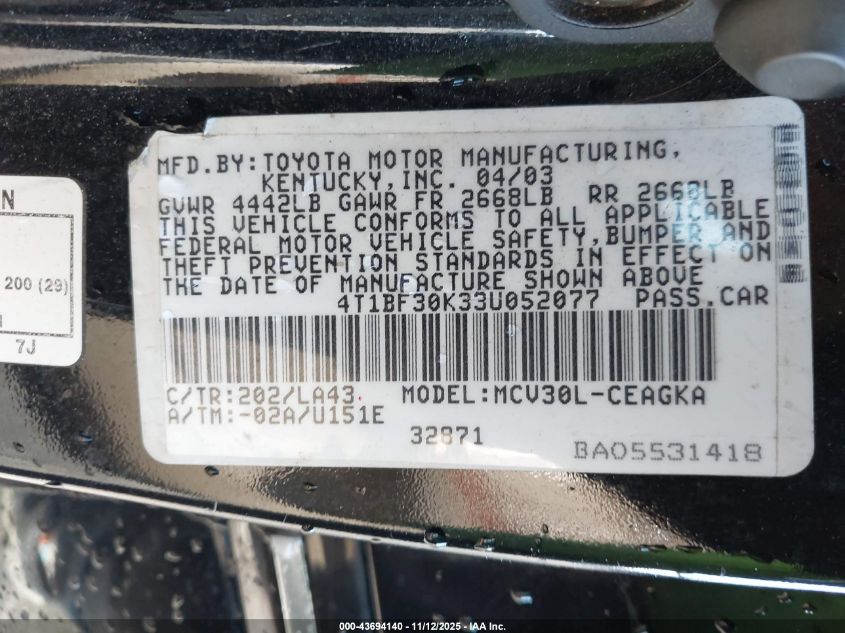 MFD.BY:TOYOTA MOTOR MANUFACTURING,
KENTUCKY,INC. 04/03
GVWR 4442LB GAWR FR 2668LB RR 2668LB
THIS VEHICLE CONFORMS TO ALL APPLICABLE
FEDERAL MOTOR VEHICLE SAFETY,BUMPER AND
THEFT PREVENTION STANDARDS IN EFFECT ON
THE DATE OF MANUFACTURE SHOWN ABOVE
4T1BF30K33U052077 PASS.CAR
C/TR:202/LA43 MODEL:MCV30L-CEAGKA
A/TM:-02A/U151E
32871
BA05531418
N
200 (29)
7J
000-43694140 - 11/12/2025 - IAA Inc.